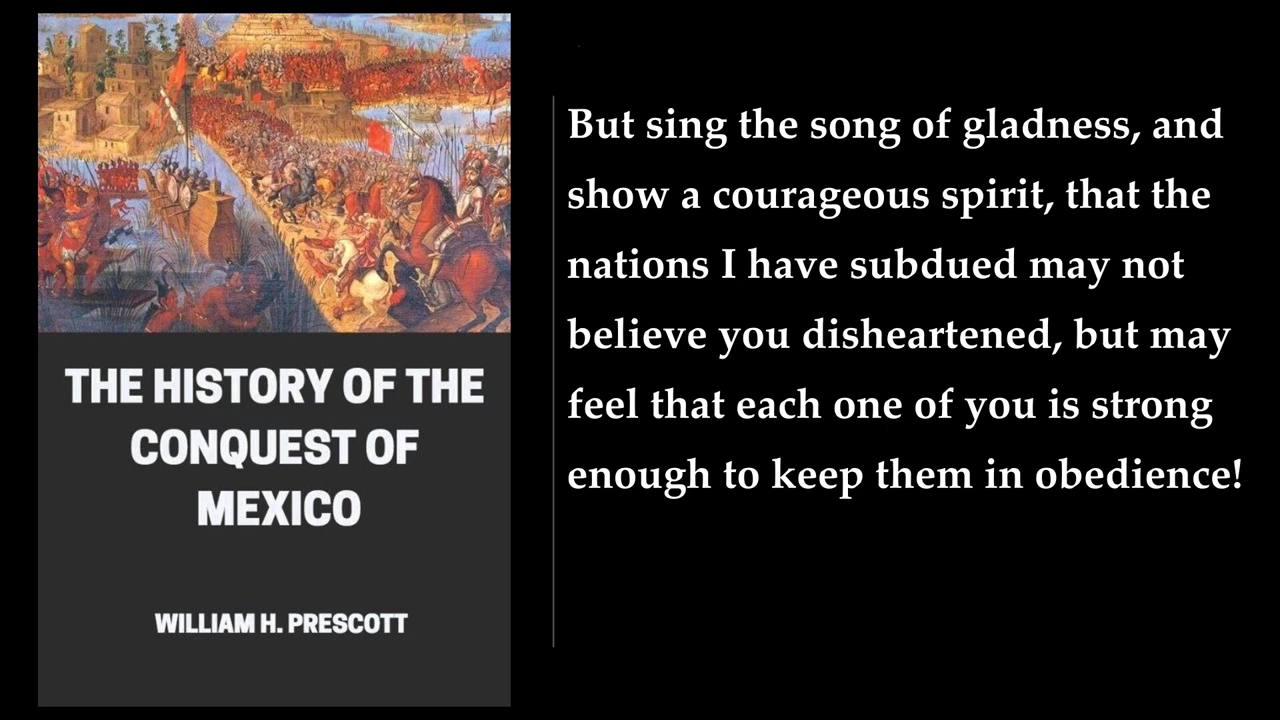 THE HISTORY OF THE
CONQUEST OF
MEXICO
WILLIAM H. PRESCOTT
But sing the song of gladness, and
show a courageous spirit, that the
nations I have subdued may not
believe you disheartened, but may
feel that each one of you is strong
enough to keep them in obedience!